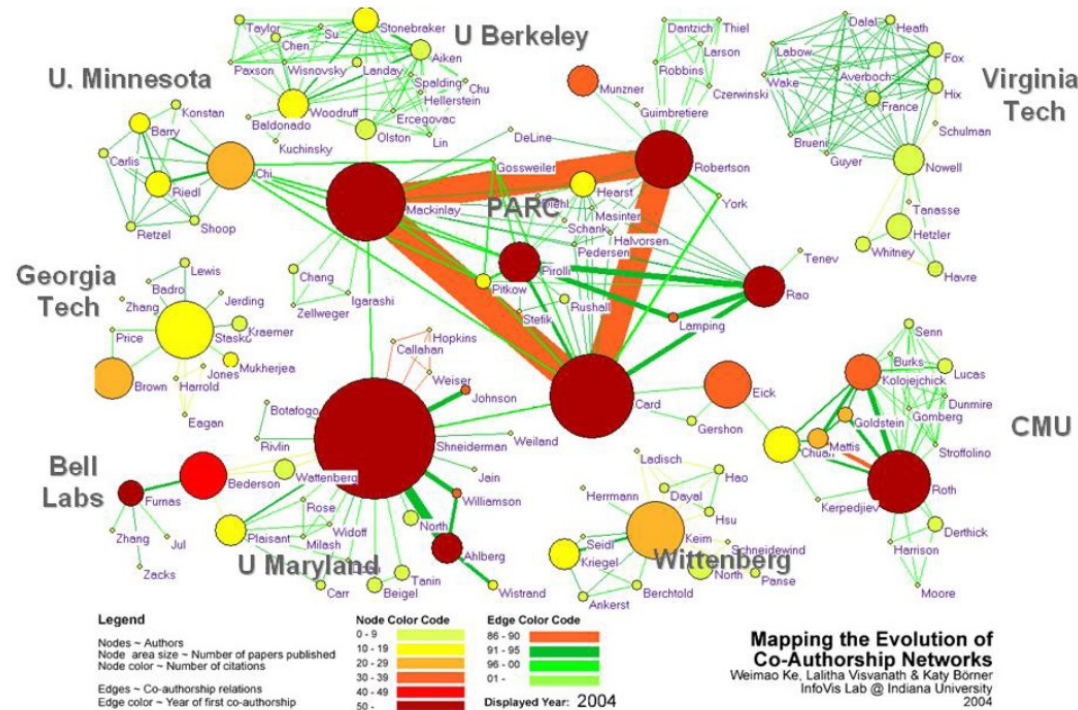 Taylor
Su
Stonebraker
Chen
U Berkeley
Aiken
Paxson
Wisnovsky
Landay
Spalding
Chu
Hellerstein
Woodruff
Ercegovac
Baldonado
Kuchinsky
Olston
Lin
Dantzich
Thiel
Larson
Robbins
Czerwinski
Munzner
Guimbretiere
DeLine
Gossweiler
Robertson
Dalal
Heath
Labow
Fox
Wake
Averboch
Hix
France
Virginia
Tech
Schulman
Brueni
Guyer
Nowell
Tanasse
Hetzler
Whitney
Havre
U. Minnesota
Konstan
Barry
Carlis
Chi
Riedl
Retzel
Shoop
Mackinlay
PARC
Hearst
York
Masinter
Schank
Halvorsen
Pedersen
Pirolli
Pitkow
Rushall
Stefik
Tenev
Rao
Lamping
Chang
Igarashi
Zellweger
Georgia
Tech
Lewis
Badro
Zhang
Jerding
Stasko
Kraemer
Price
Mukherjea
Jones
Brown
Harrold
Eagan
Hopkins
Callahan
Weiser
Johnson
Card
Eick
Gershon
Botafogo
Shneiderman
Weiland
Rivlin
Jain
Senn
Burks
Lucas
Kolojejchick
Dunmire
Gomberg
Goldstein
CMU
Mattis
Chuah
Stroffolino
Roth
Kerpedjiev
Derthick
Harrison
Moore
Bell
Labs
Bederson
Wattenberg
Furnas
Williamson
Rose
North
Plaisant
Widoff
Milash
Zhang
Jul
Zacks
U Maryland
Ahlberg
Tanin
Carr
Beigel
Wistrand
Ladisch
Hao
Herrmann
Dayal
Hsu
Keim
Seidl
Wittenberg
Schneidewind
Kriegel
North
Panse
Berchtold
Ankerst
Legend
Nodes ~ Authors
Node area size ~ Number of papers published
Node color ~ Number of citations
Edges ~ Co-authorship relations
Edge color ~ Year of first co-authorship
Node Color Code
0 - 9
10 - 19
20 - 29
30 - 39
40 - 49
50 -
Edge Color Code
86 - 90
91 - 95
96 - 00
01 -
Displayed Year: 2004
Mapping the Evolution of
Co-Authorship Networks
Weimao Ke, Lalitha Visvanath & Katy Börner
InfoVis Lab @ Indiana University
2004